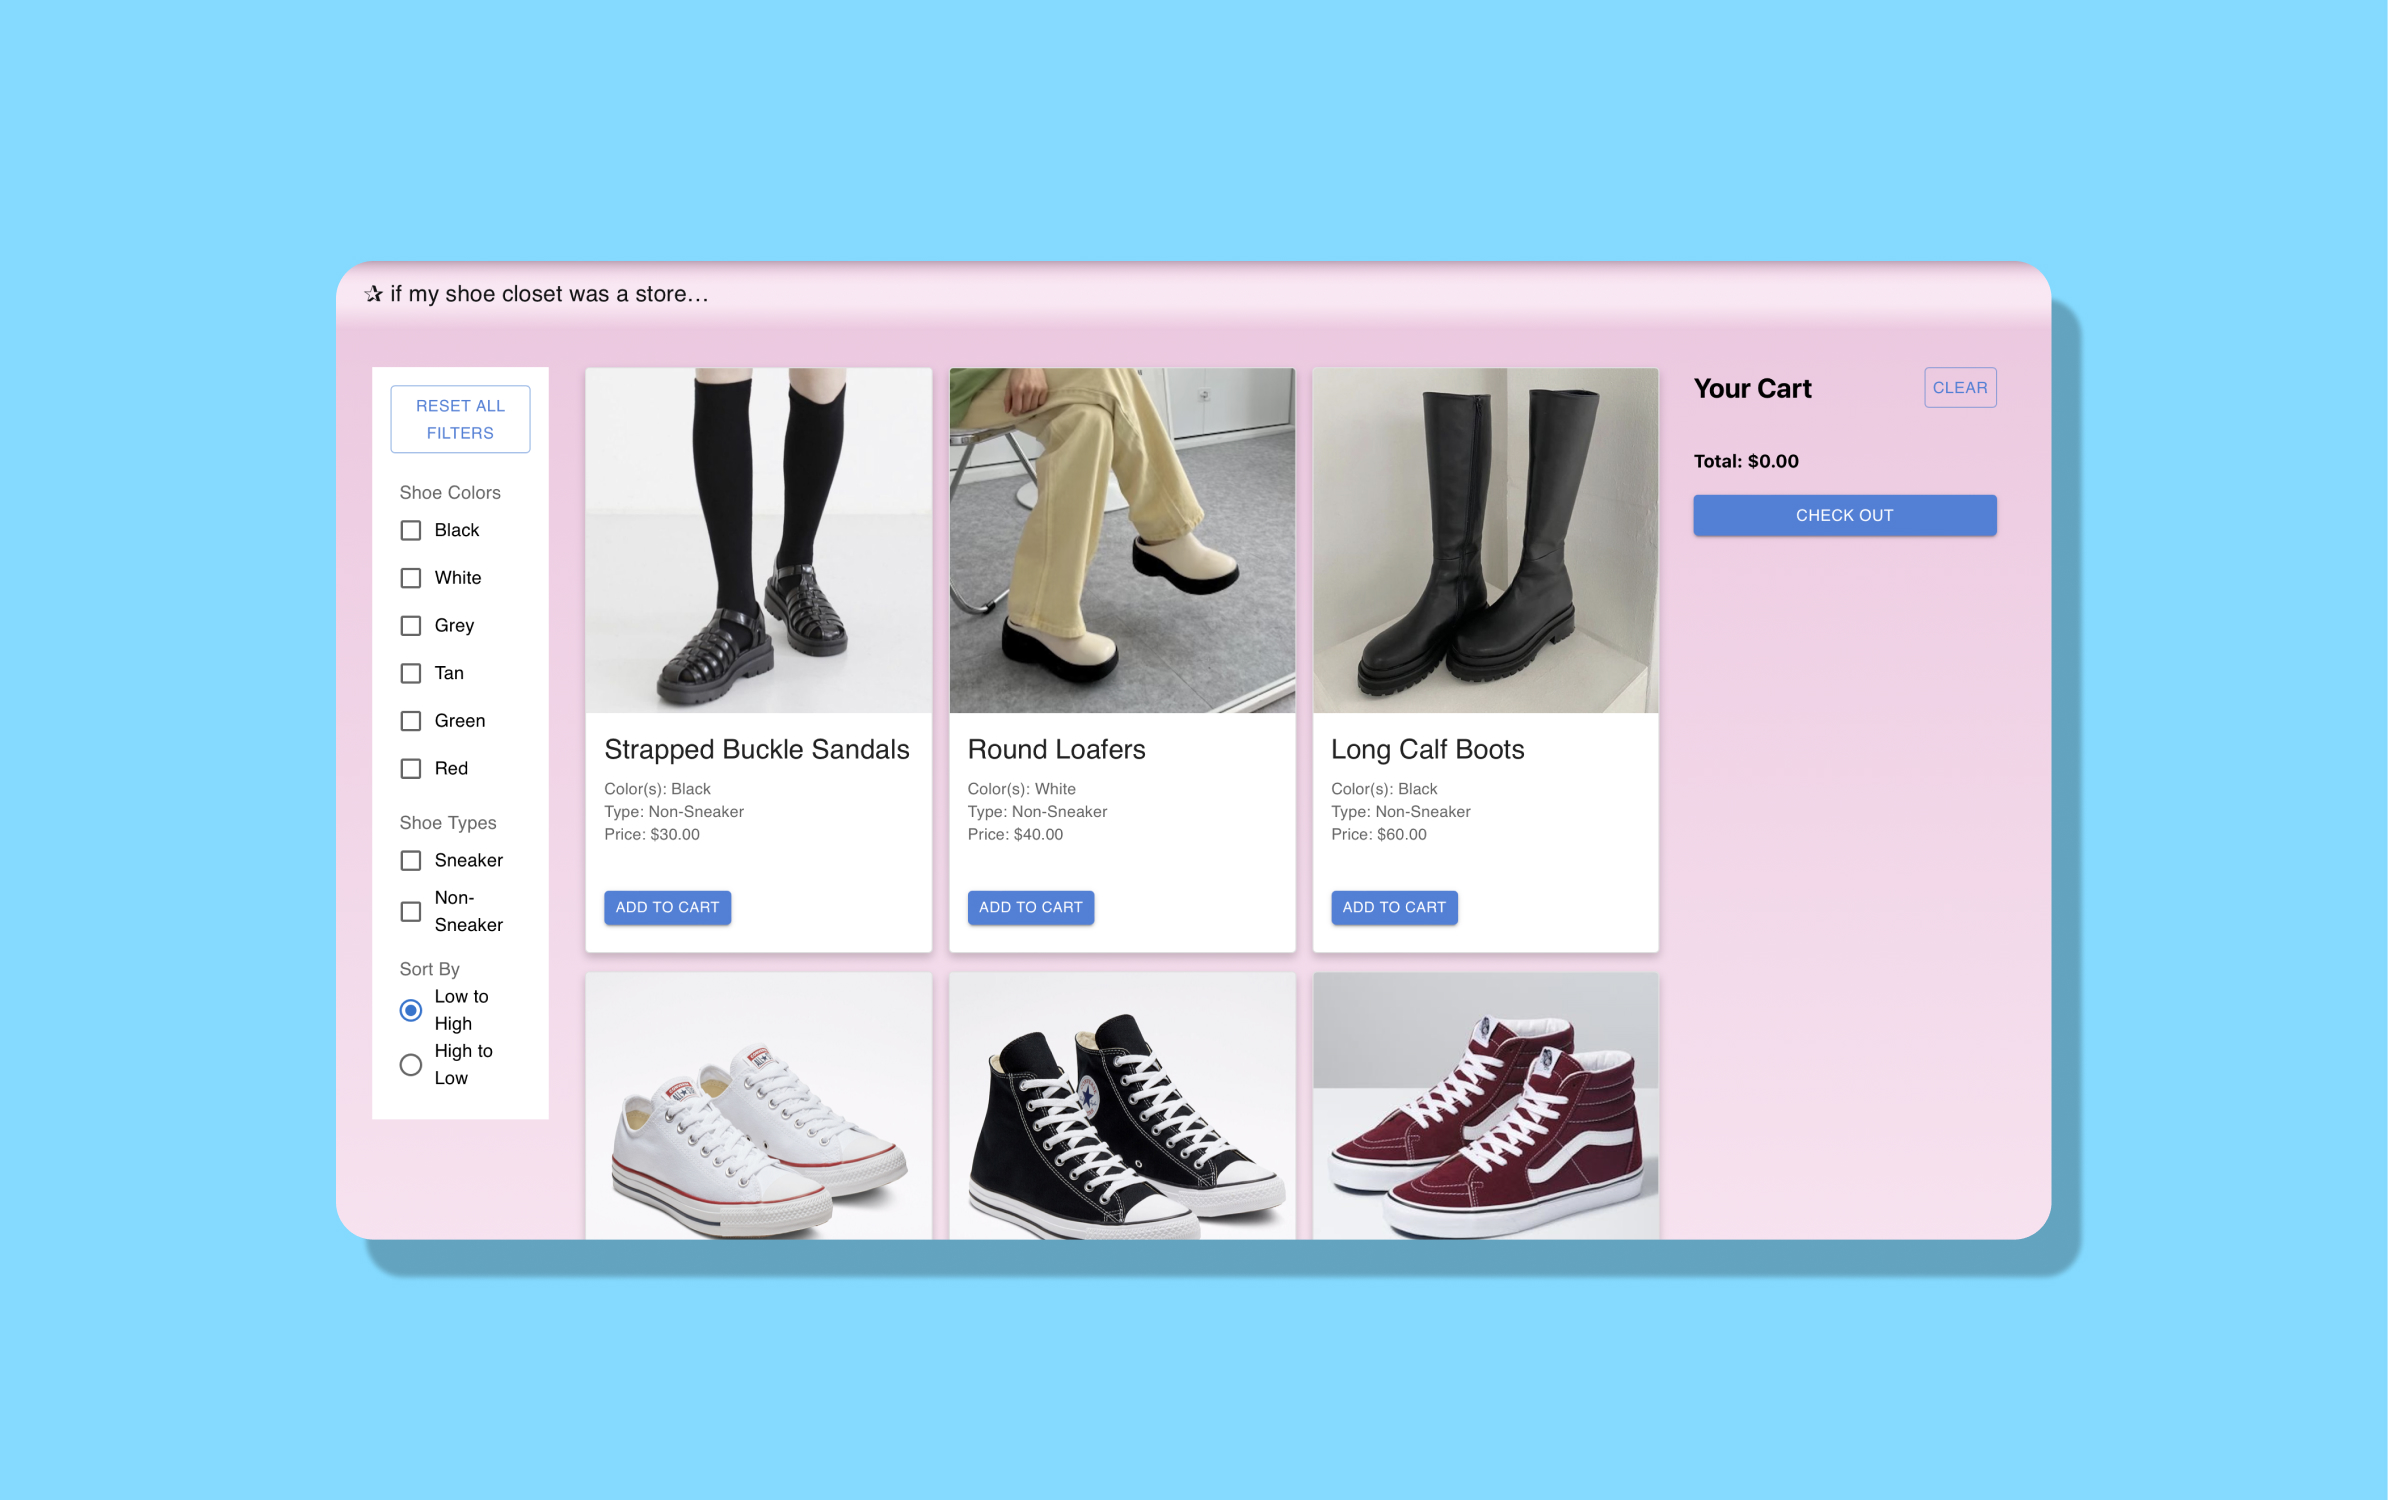 ✰ if my shoe closet was a store...
RESET ALL
FILTERS
Shoe Colors
Black
White
Grey
Tan
Green
Red
Shoe Types
Sneaker
Non-
Sneaker
Sort By
Low to
High
High to
Low
Strapped Buckle Sandals
Color(s): Black
Type: Non-Sneaker
Price: $30.00
ADD TO CART
Round Loafers
Color(s): White
Type: Non-Sneaker
Price: $40.00
ADD TO CART
Long Calf Boots
Color(s): Black
Type: Non-Sneaker
Price: $60.00
ADD TO CART
Your Cart
CLEAR
Total: $0.00
CHECK OUT